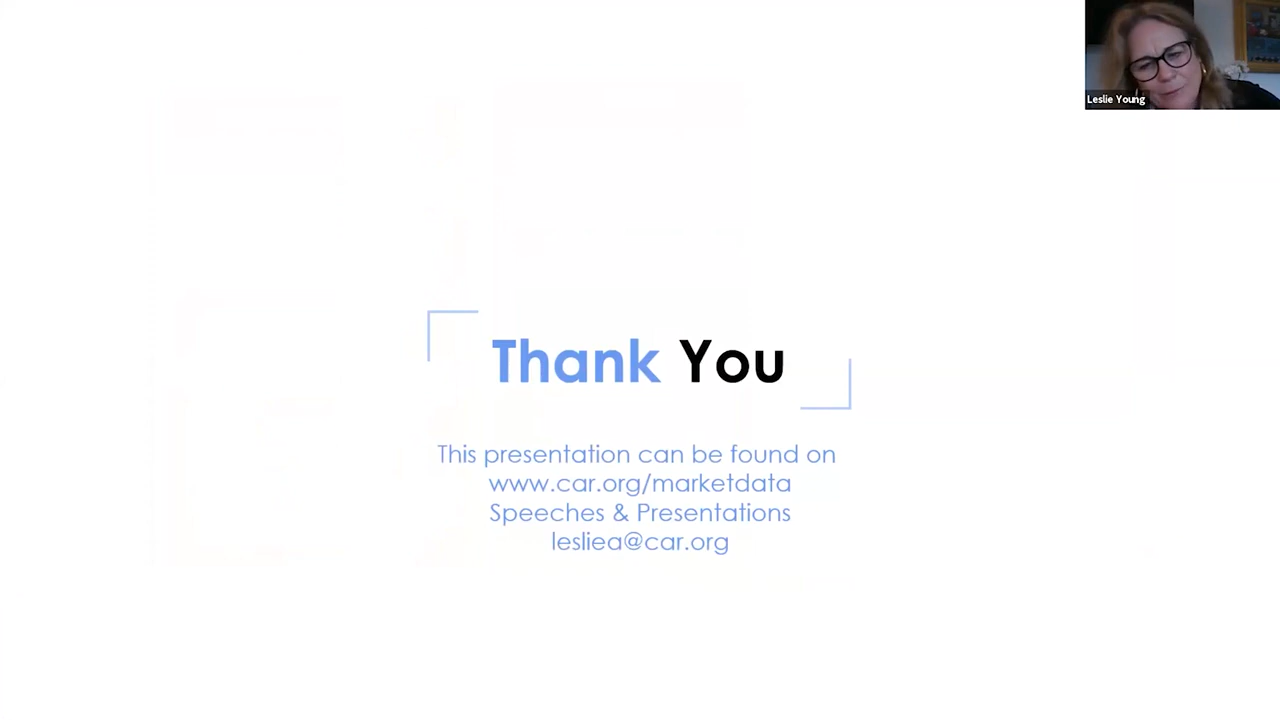 Leslie Young
Thank You
This presentation can be found on
www.car.org/marketdata
Speeches & Presentations
lesliea@car.org